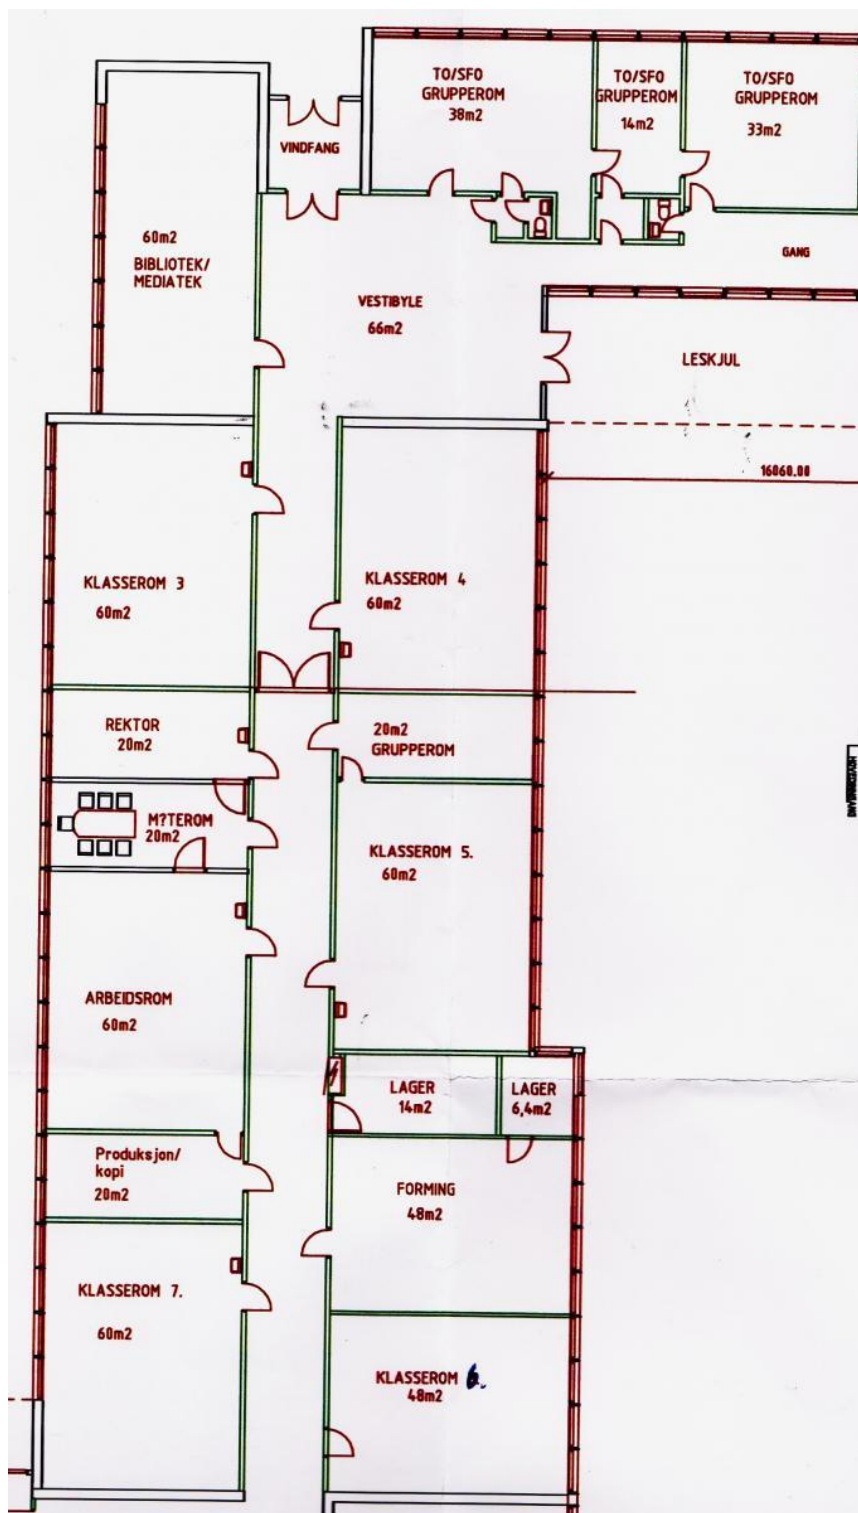 TO/SFO
GRUPPEROM
38m2
TO/SFO
GRUPPEROM
14m2
TO/SFO
GRUPPEROM
33m2
VINDFANG
60m2
BIBLIOTEK/
MEDIATEK
GANG
VESTIBYLE
66m2
LESKJUL
16060.00
KLASSEROM 3
60m2
KLASSEROM 4
60m2
REKTOR
20m2
20m2
GRUPPEROM
M?TEROM
20m2
KLASSEROM 5.
60m2
ARBEIDSROM
60m2
LAGER
14m2
LAGER
6,4m2
Produksjon/
kopi
20m2
FORMING
48m2
KLASSEROM 7.
60m2
KLASSEROM 6.
48m2